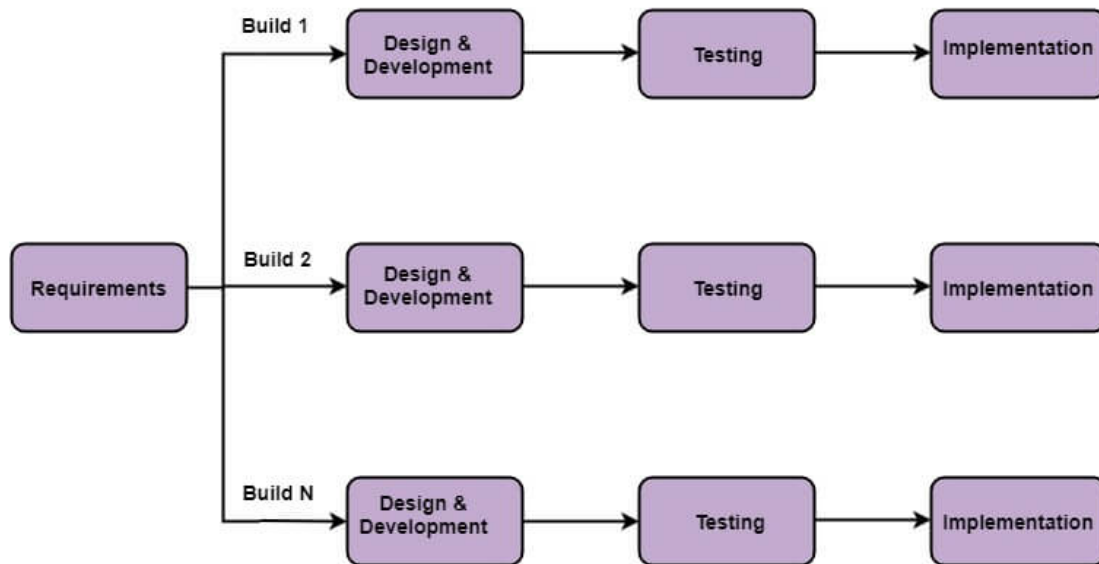 Build 1
Design &
Development
Testing
Implementation
Requirements
Build 2
Design &
Development
Testing
Implementation
Build N
Design &
Development
Testing
Implementation